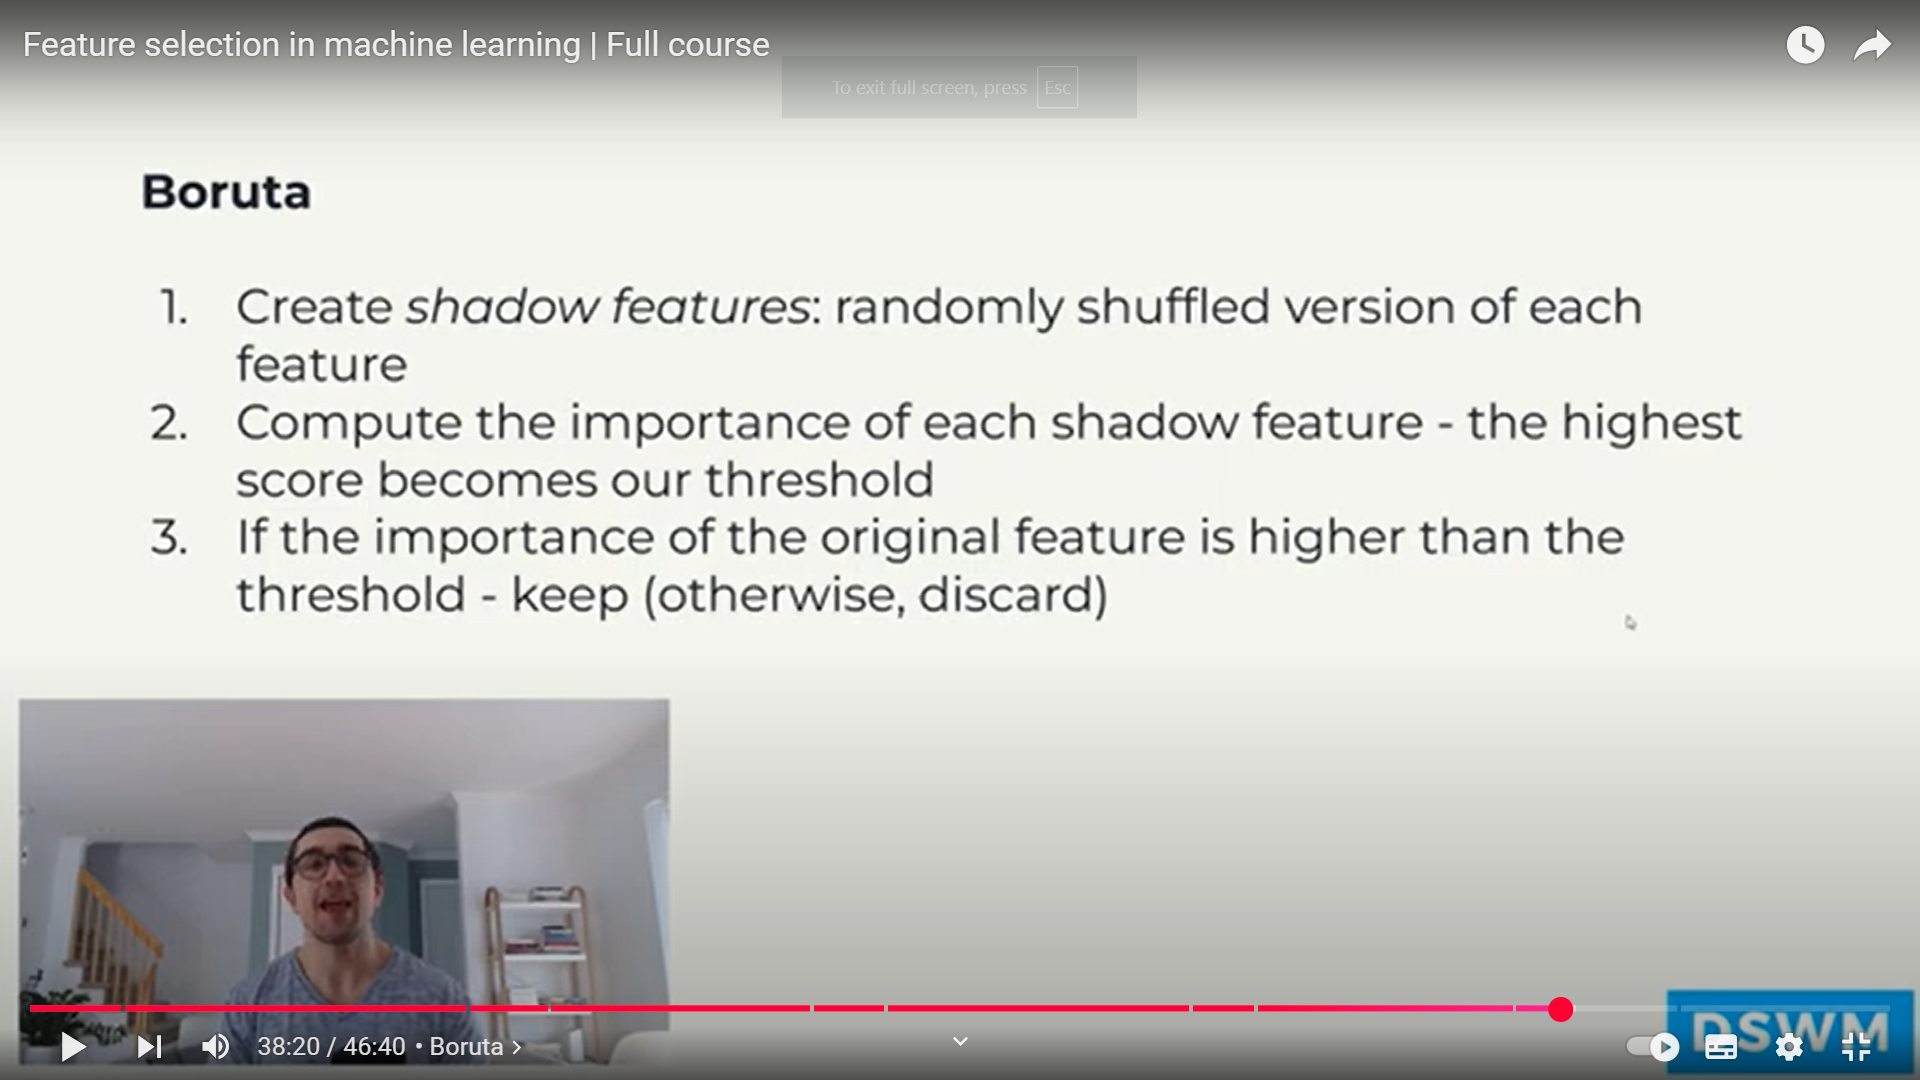 Feature selection in machine learning | Full course
To exit full screen, press Esc
Boruta
1. Create shadow features: randomly shuffled version of each
feature
2. Compute the importance of each shadow feature - the highest
score becomes our threshold
3. If the importance of the original feature is higher than the
threshold - keep (otherwise, discard)
38:20 / 46:40 • Boruta
DSWM